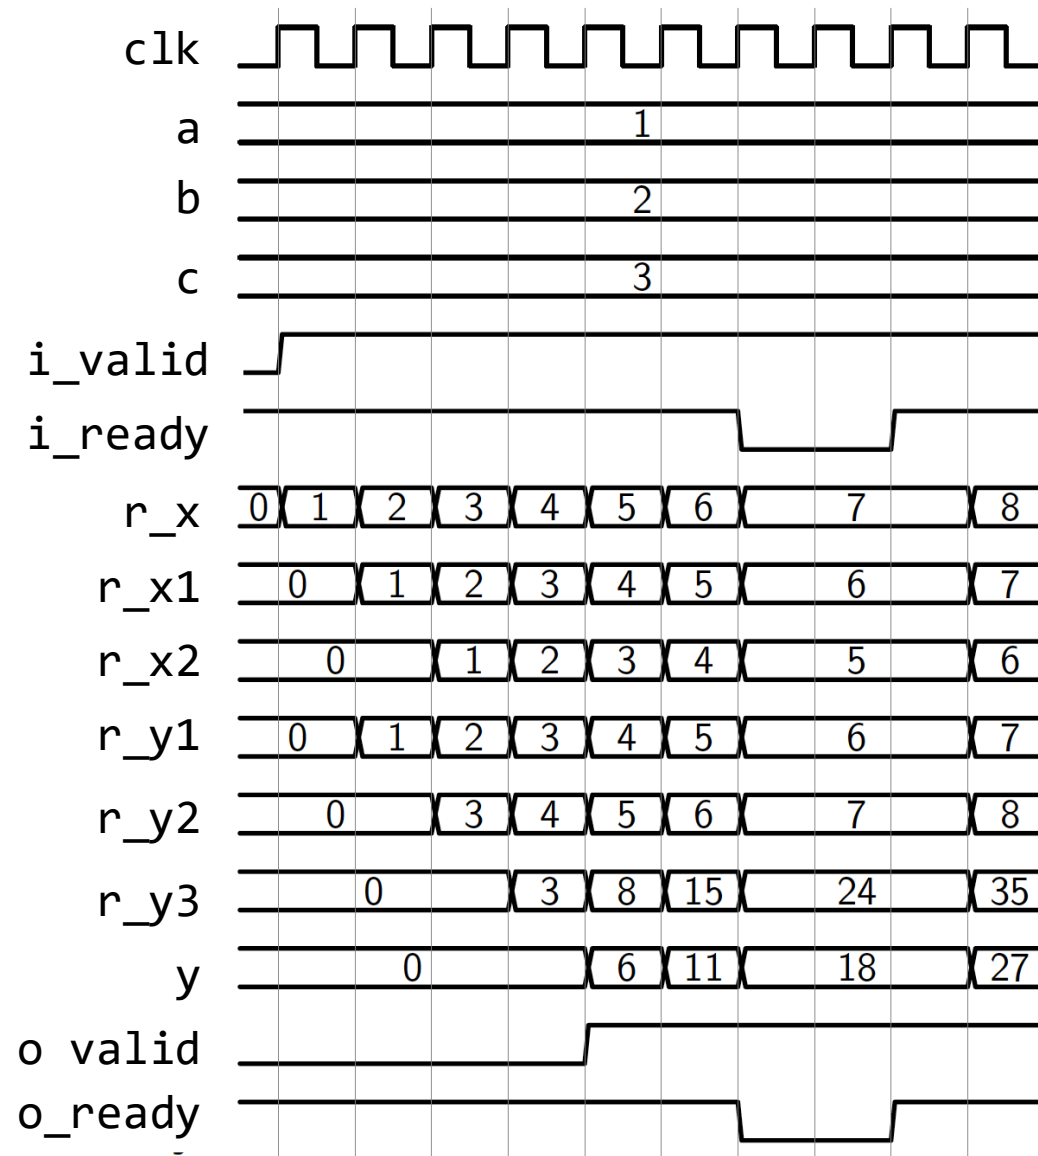 clk
a 1
b 2
c 3
i_valid
i_ready
r_x 0 1 2 3 4 5 6 7 8
r_x1 0 1 2 3 4 5 6 7
r_x2 0 1 2 3 4 5 6
r_y1 0 1 2 3 4 5 6 7
r_y2 0 3 4 5 6 7 8
r_y3 0 3 8 15 24 35
y 0 6 11 18 27
o valid
o_ready